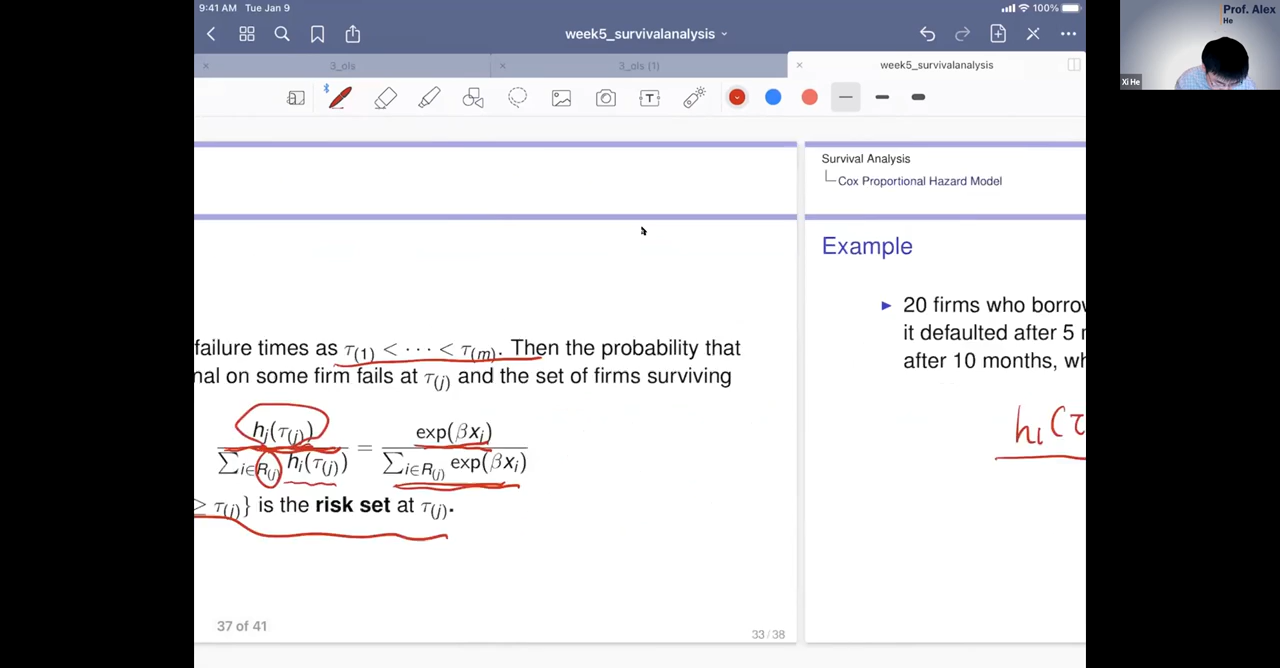 9:41 AM Tue Jan 9
100%
week5_survivalanalysis
3_ols
3_ols (1)
week5_survivalanalysis
Prof. Alex
He
Xi He
failure times as τ(1) < ··· < τ(m). Then the probability that
nal on some firm fails at τ(j) and the set of firms surviving
hj(τ(j)) / ∑i∈R(j) hi(τ(j)) = exp(βxj) / ∑i∈R(j) exp(βxi)
≥ τ(j)} is the risk set at τ(j).
37 of 41
33 / 38
Survival Analysis
Cox Proportional Hazard Model
Example
► 20 firms who borrow
it defaulted after 5 m
after 10 months, wh
h1(τ